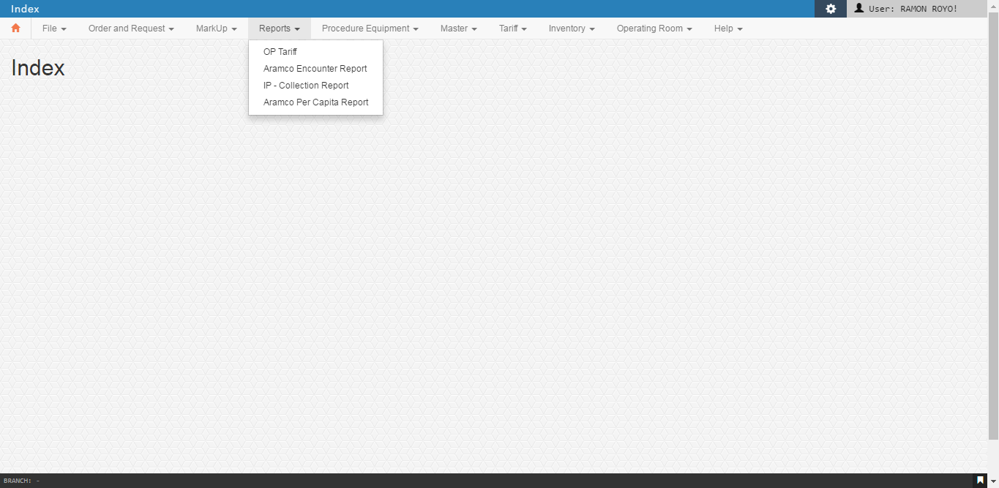 Index
User: RAMON ROYO!
File Order and Request MarkUp Reports Procedure Equipment Master Tariff Inventory Operating Room Help
OP Tariff
Aramco Encounter Report
IP - Collection Report
Aramco Per Capita Report
Index
BRANCH: -